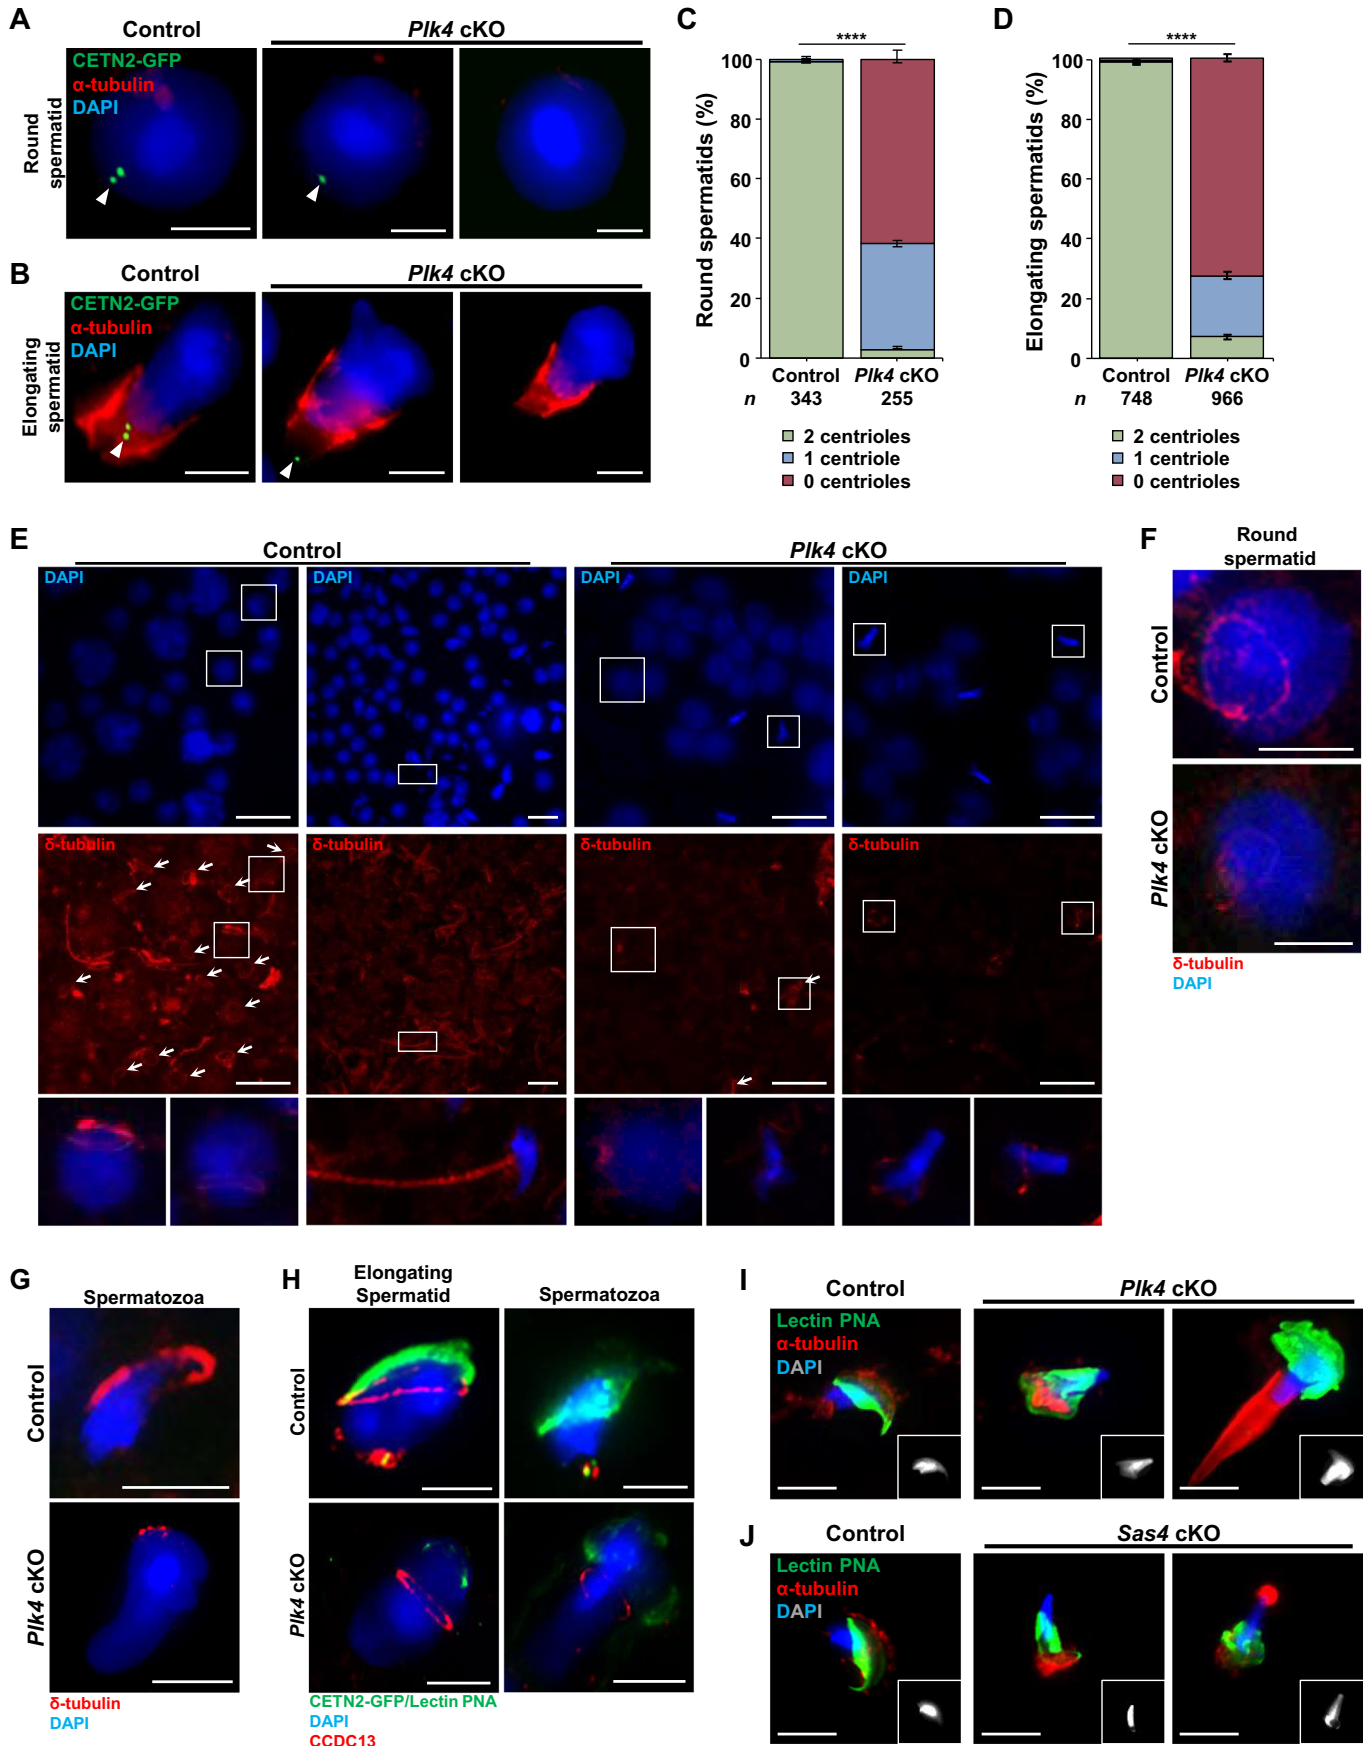 A
Control
Plk4 cKO
CETN2-GFP
α-tubulin
DAPI
Round
spermatid
B
Control
Plk4 cKO
CETN2-GFP
α-tubulin
DAPI
Elongating
spermatid
C
****
Round spermatids (%)
100
80
60
40
20
0
Control
Plk4 cKO
n
343
255
2 centrioles
1 centriole
0 centrioles
D
****
Elongating spermatids (%)
100
80
60
40
20
0
Control
Plk4 cKO
n
748
966
2 centrioles
1 centriole
0 centrioles
E
Control
Plk4 cKO
DAPI
DAPI
DAPI
DAPI
δ-tubulin
δ-tubulin
δ-tubulin
δ-tubulin
F
Round
spermatid
Control
Plk4 cKO
δ-tubulin
DAPI
G
Spermatozoa
Control
Plk4 cKO
δ-tubulin
DAPI
H
Elongating
Spermatid
Spermatozoa
Control
Plk4 cKO
CETN2-GFP/Lectin PNA
DAPI
CCDC13
I
Control
Plk4 cKO
Lectin PNA
α-tubulin
DAPI
J
Control
Sas4 cKO
Lectin PNA
α-tubulin
DAPI